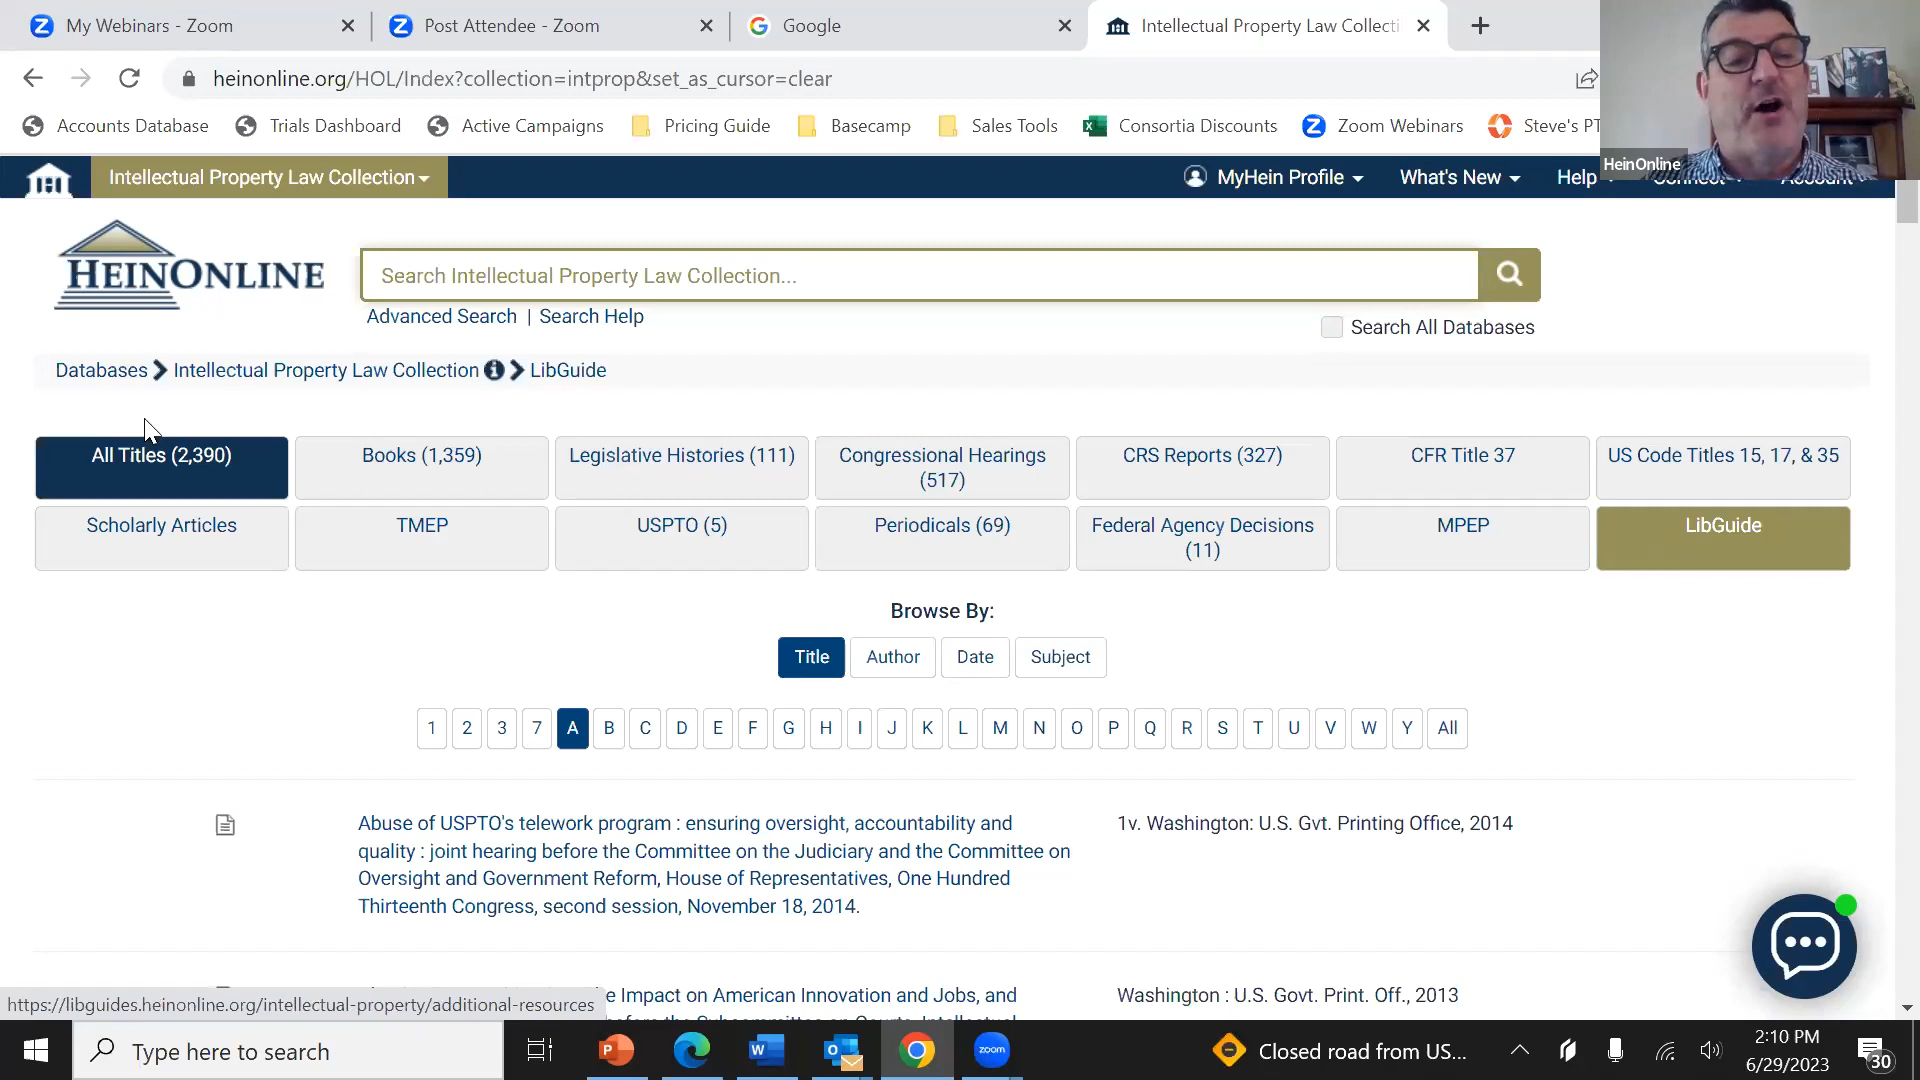 My Webinars - Zoom
Post Attendee - Zoom
Google
Intellectual Property Law Collecti
heinonline.org/HOL/Index?collection=intprop&set_as_cursor=clear
Accounts Database
Trials Dashboard
Active Campaigns
Pricing Guide
Basecamp
Sales Tools
Consortia Discounts
Zoom Webinars
Steve's PT
HeinOnline
Intellectual Property Law Collection
MyHein Profile
What's New
Help
Connect
Account
HEINONLINE
Search Intellectual Property Law Collection...
Advanced Search | Search Help
Search All Databases
Databases
Intellectual Property Law Collection
LibGuide
All Titles (2,390)
Books (1,359)
Legislative Histories (111)
Congressional Hearings
(517)
CRS Reports (327)
CFR Title 37
US Code Titles 15, 17, & 35
Scholarly Articles
TMEP
USPTO (5)
Periodicals (69)
Federal Agency Decisions
(11)
MPEP
LibGuide
Browse By:
Title
Author
Date
Subject
1 2 3 7 A B C D E F G H I J K L M N O P Q R S T U V W Y All
Abuse of USPTO's telework program : ensuring oversight, accountability and
quality : joint hearing before the Committee on the Judiciary and the Committee on
Oversight and Government Reform, House of Representatives, One Hundred
Thirteenth Congress, second session, November 18, 2014.
1v. Washington: U.S. Gvt. Printing Office, 2014
e Impact on American Innovation and Jobs, and
Washington : U.S. Govt. Print. Off., 2013
https://libguides.heinonline.org/intellectual-property/additional-resources
Type here to search
zoom
Closed road from US...
2:10 PM
6/29/2023
30